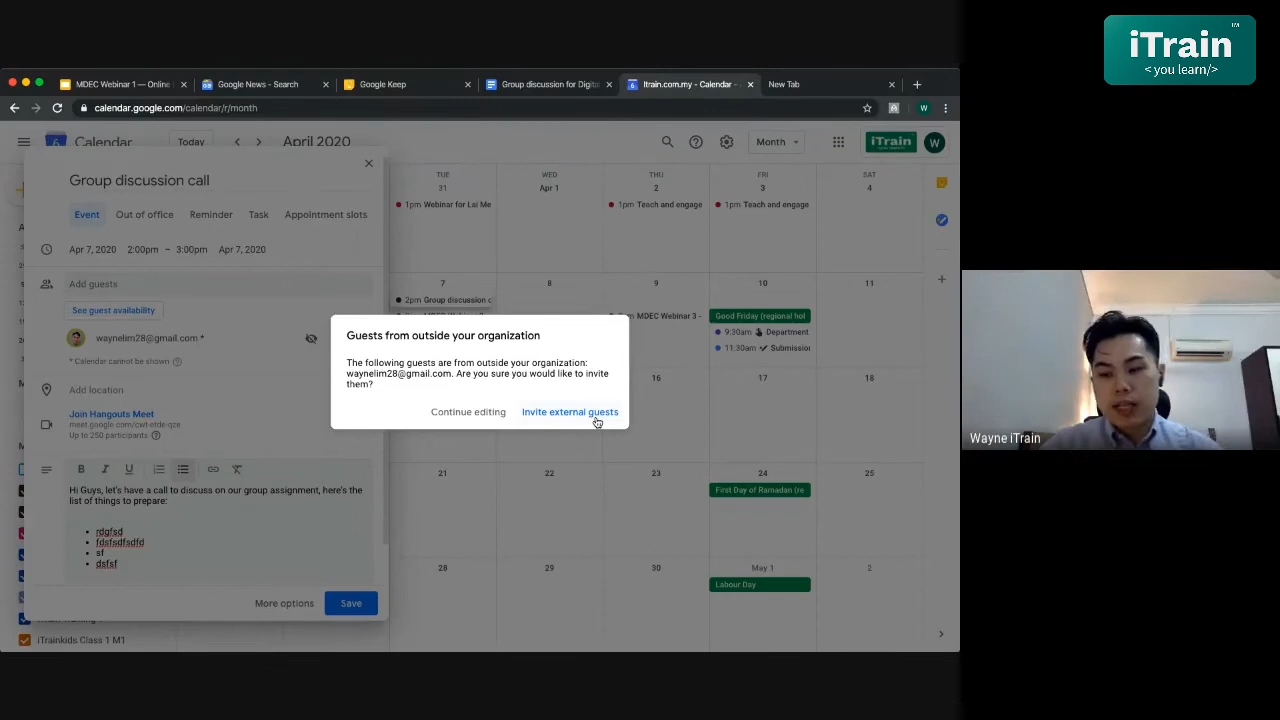 iTrain™
< you learn/>
MDEC Webinar 1 — Online
Google News - Search
Google Keep
Group discussion for Digital
Itrain.com.my - Calendar -
New Tab
calendar.google.com/calendar/r/month
W
Calendar
Today
April 2020
Month
iTrain
W
Group discussion call
Event
Out of office
Reminder
Task
Appointment slots
Apr 7, 2020 2:00pm – 3:00pm Apr 7, 2020
Add guests
See guest availability
waynelim28@gmail.com *
* Calendar cannot be shown
Add location
Join Hangouts Meet
Up to 250 participants
B I U
Hi Guys, let's have a call to discuss on our group assignment, here's the
list of things to prepare:
rdgfsd
fdsfsdfsdfd
sf
dsfsf
More options
Save
iTrainkids Class 1 M1
TUE WED THU FRI SAT
31 Apr 1 2 3 4
1pm Webinar for Lai Me
1pm Teach and engage
1pm Teach and engage
7 8 9 10 11
2pm Group discussion c
MDEC Webinar 3 -
Good Friday (regional hol
9:30am Department
11:30am Submission
16 17 18
21 22 23 24 25
First Day of Ramadan (re
28 29 30 May 1 2
Labour Day
Guests from outside your organization
The following guests are from outside your organization:
waynelim28@gmail.com. Are you sure you would like to invite
them?
Continue editing
Invite external guests
Wayne iTrain